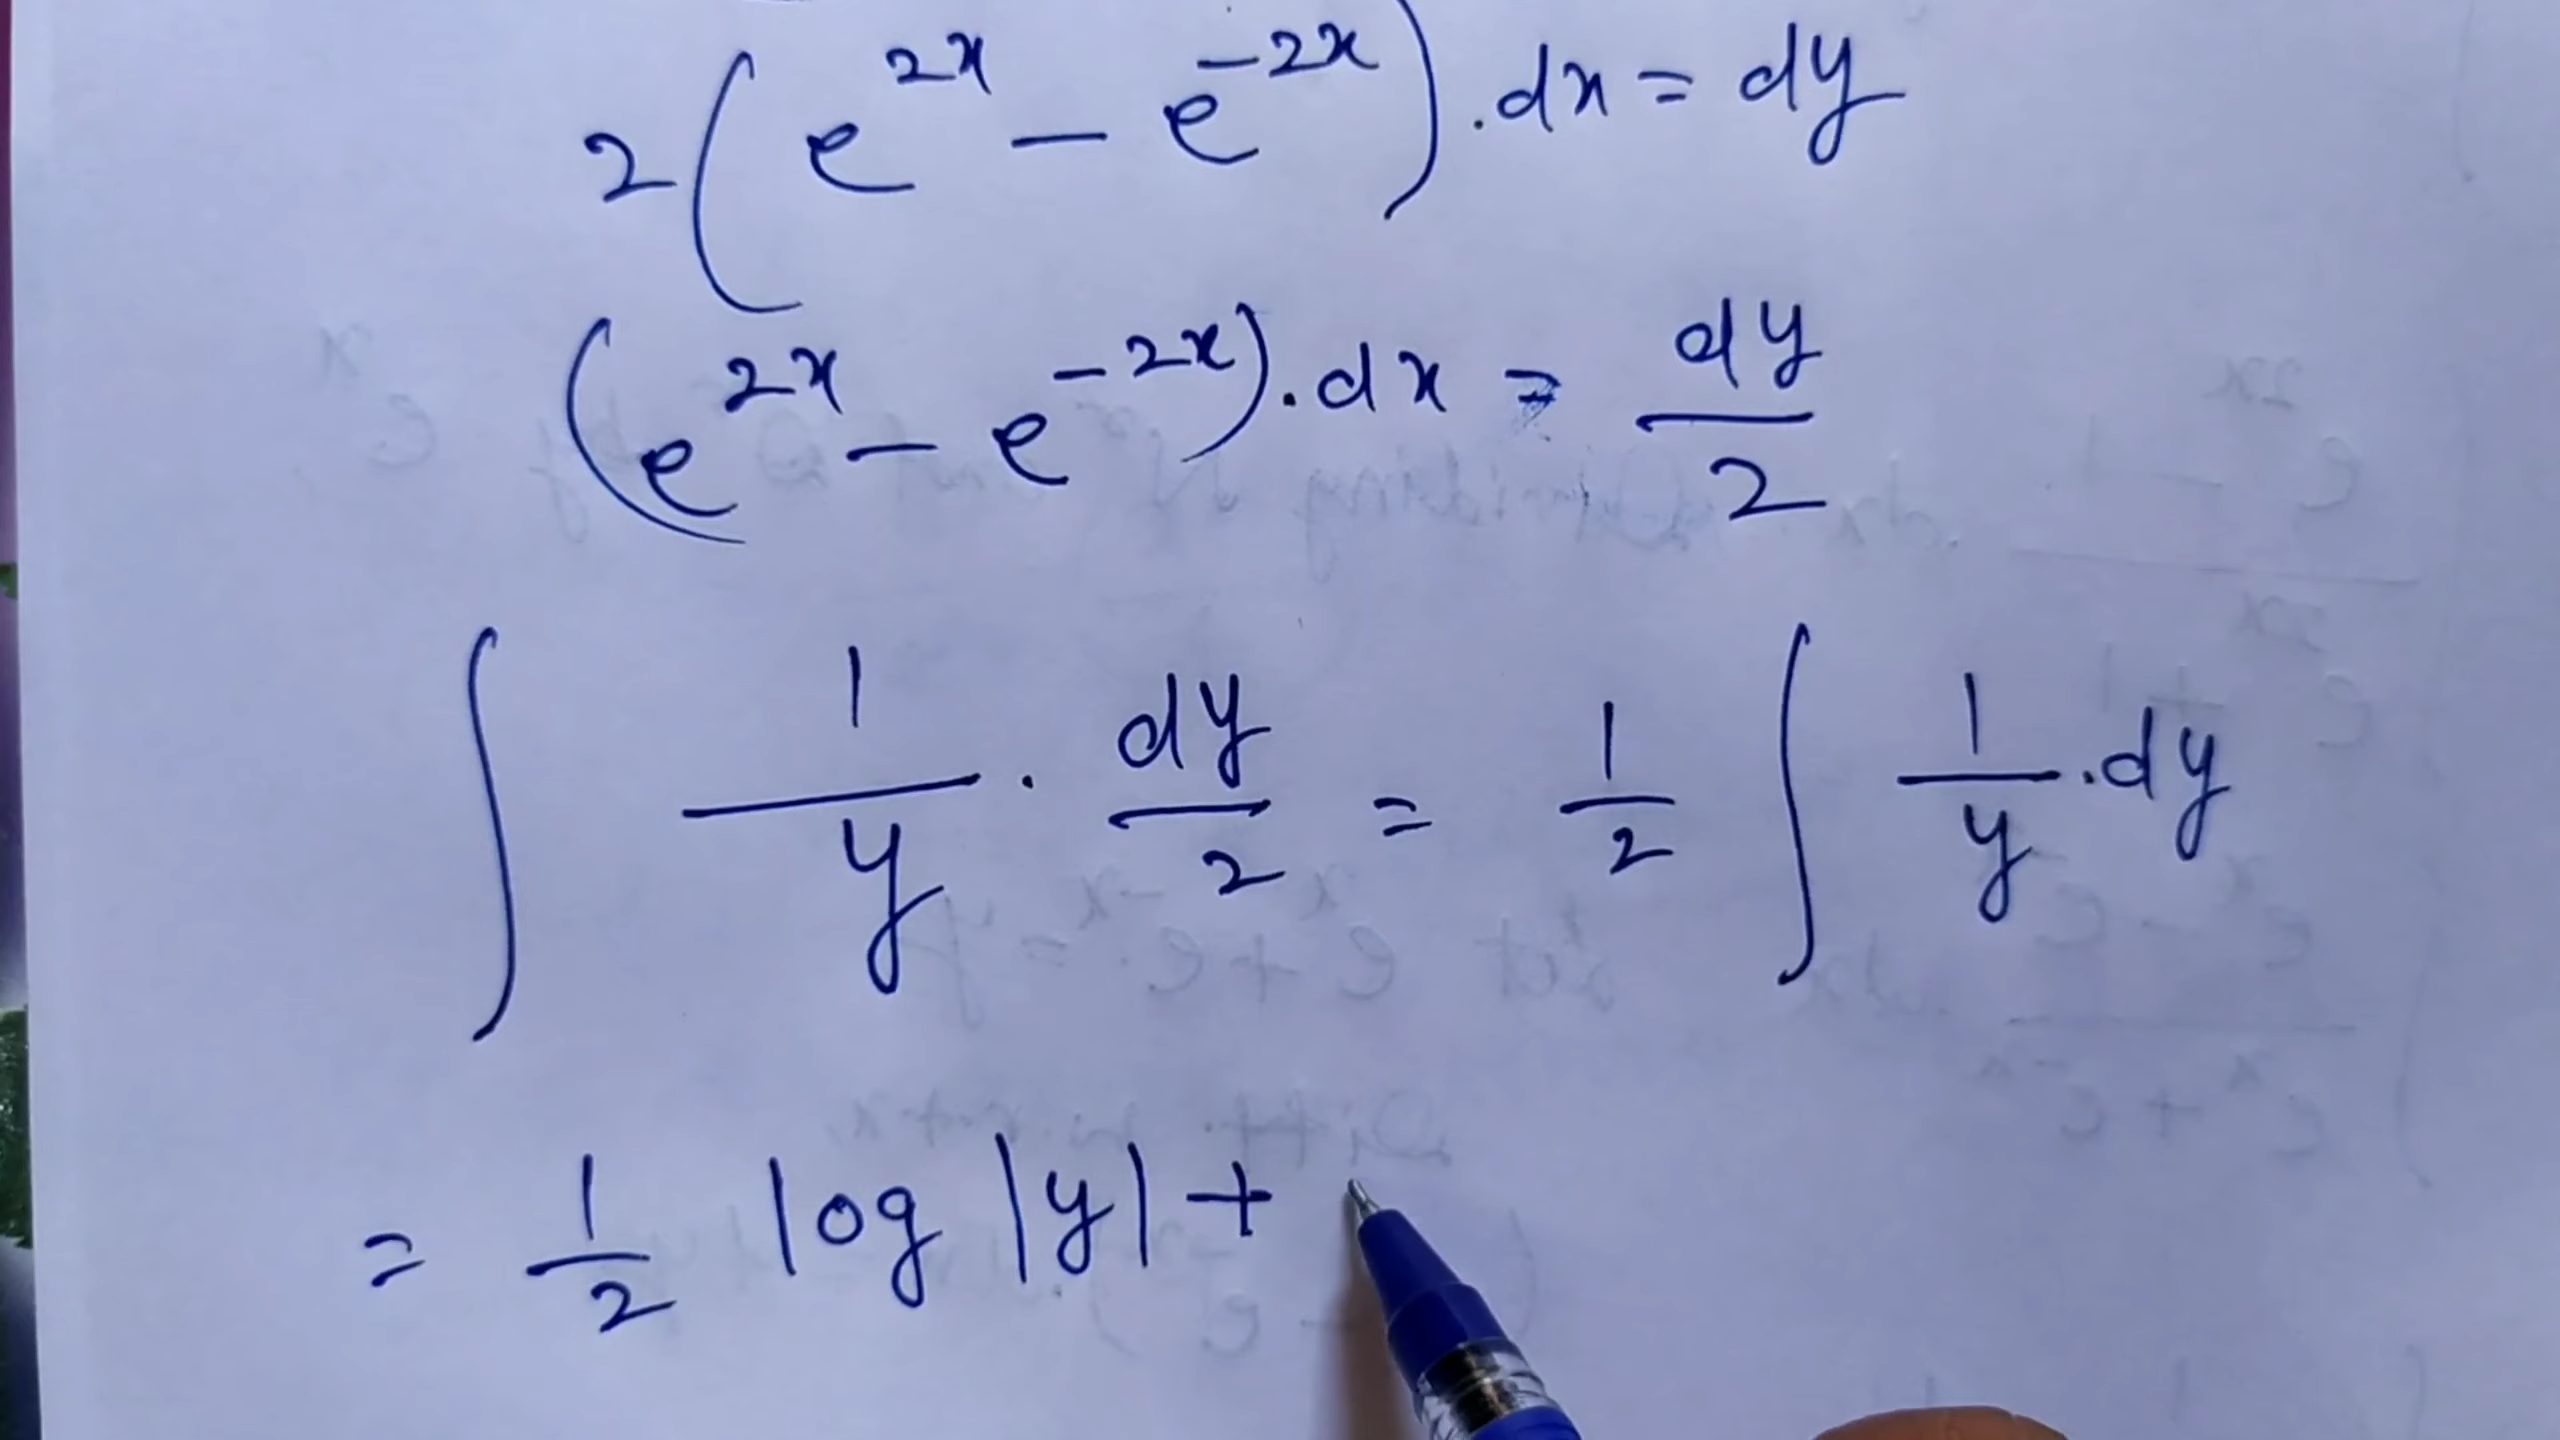 2(e^{2x} - e^{-2x}).dx = dy
(e^{2x} - e^{-2x}).dx = dy/2
∫ 1/y . dy/2 = 1/2 ∫ 1/y .dy
= 1/2 log |y| +